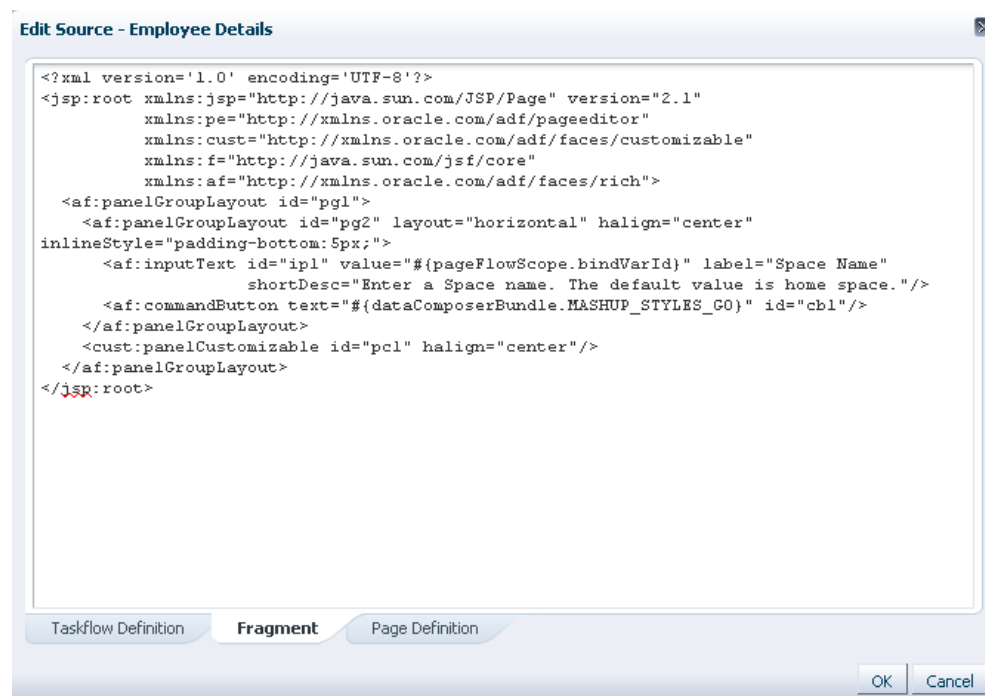 Edit Source - Employee Details
<?xml version='1.0' encoding='UTF-8'?>
<jsp:root xmlns:jsp="http://java.sun.com/JSP/Page" version="2.1"
xmlns:pe="http://xmlns.oracle.com/adf/pageeditor"
xmlns:cust="http://xmlns.oracle.com/adf/faces/customizable"
xmlns:f="http://java.sun.com/jsf/core"
xmlns:af="http://xmlns.oracle.com/adf/faces/rich">
<af:panelGroupLayout id="pg1">
<af:panelGroupLayout id="pg2" layout="horizontal" halign="center"
inlineStyle="padding-bottom:5px;">
<af:inputText id="ip1" value="#{pageFlowScope.bindVarId}" label="Space Name"
shortDesc="Enter a Space name. The default value is home space."/>
<af:commandButton text="#{dataComposerBundle.MASHUP_STYLES_GO}" id="cb1"/>
</af:panelGroupLayout>
<cust:panelCustomizable id="pc1" halign="center"/>
</af:panelGroupLayout>
</jsp:root>
Taskflow Definition Fragment Page Definition
OK Cancel